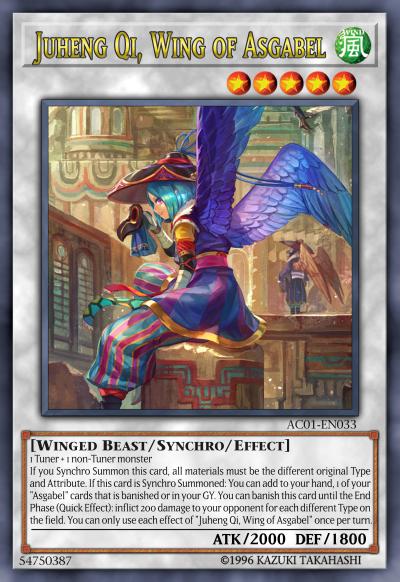 Juheng Qi, Wing of Asgabel
WIND
風
AC01-EN033
[Winged Beast/Synchro/Effect]
1 Tuner + 1 non-Tuner monster
If you Synchro Summon this card, all materials must be the different original Type
and Attribute. If this card is Synchro Summoned: You can add to your hand, 1 of your
"Asgabel" cards that is banished or in your GY. You can banish this card until the End
Phase (Quick Effect): inflict 200 damage to your opponent for each different Type on
the field. You can only use each effect of "Juheng Qi, Wing of Asgabel" once per turn.
ATK/2000 DEF/1800
54750387
©1996 KAZUKI TAKAHASHI